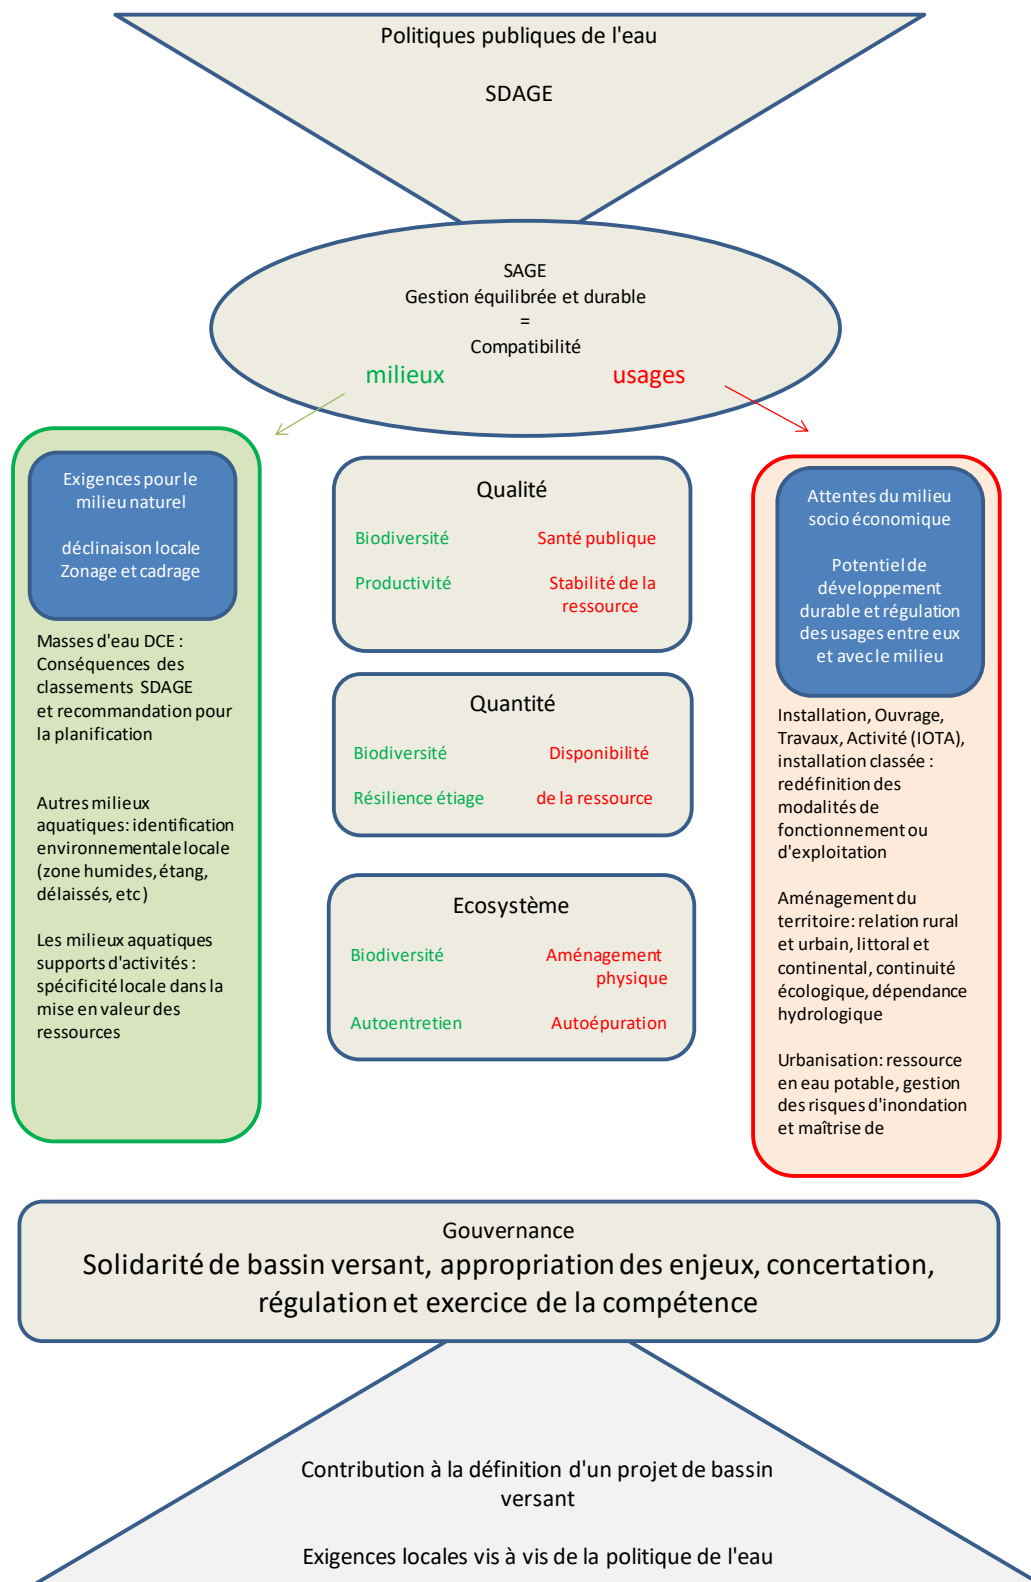 Politiques publiques de l'eau
SDAGE
SAGE
Gestion équilibrée et durable
=
Compatibilité
milieux
usages
Exigences pour le
milieu naturel
déclinaison locale
Zonage et cadrage
Masses d'eau DCE :
Conséquences des
classements SDAGE
et recommandation pour
la planification
Autres milieux
aquatiques: identification
environnementale locale
(zone humides, étang,
délaissés, etc)
Les milieux aquatiques
supports d'activités :
spécificité locale dans la
mise en valeur des
ressources
Qualité
Biodiversité
Santé publique
Productivité
Stabilité de la
ressource
Quantité
Biodiversité
Disponibilité
Résilience étiage
de la ressource
Ecosystème
Biodiversité
Aménagement
physique
Autoentretien
Autoépuration
Attentes du milieu
socio économique
Potentiel de
développement
durable et régulation
des usages entre eux
et avec le milieu
Installation, Ouvrage,
Travaux, Activité (IOTA),
installation classée :
redéfinition des
modalités de
fonctionnement ou
d'exploitation
Aménagement du
territoire: relation rural
et urbain, littoral et
continental, continuité
écologique, dépendance
hydrologique
Urbanisation: ressource
en eau potable, gestion
des risques d'inondation
et maîtrise de
Gouvernance
Solidarité de bassin versant, appropriation des enjeux, concertation,
régulation et exercice de la compétence
Contribution à la définition d'un projet de bassin
versant
Exigences locales vis à vis de la politique de l'eau